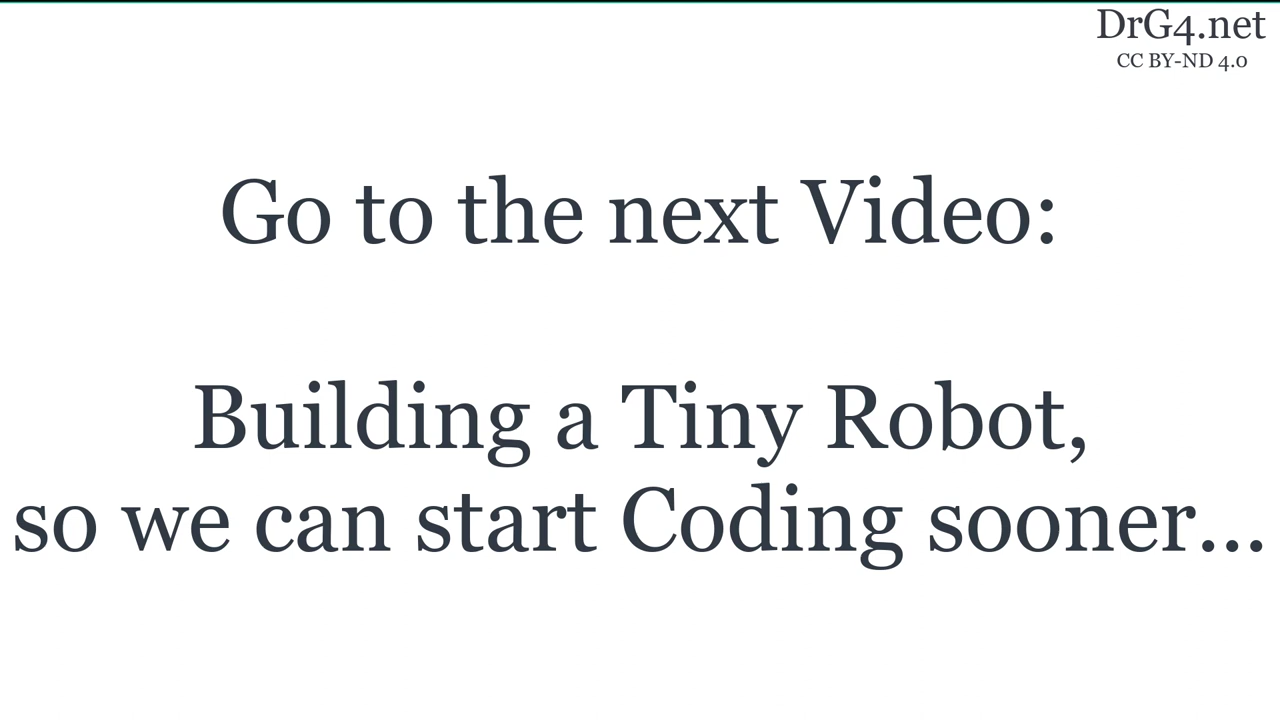 DrG4.net
CC BY-ND 4.0
Go to the next Video:
Building a Tiny Robot,
so we can start Coding sooner...